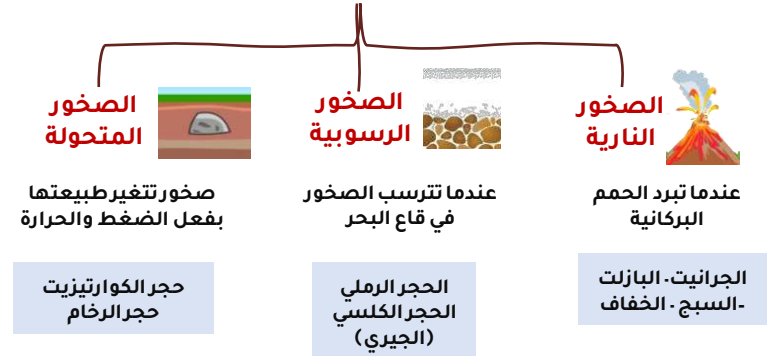 الصخور
النارية
عندما تبرد الحمم
البركانية
الجرانيت- البازلت
-السبج - الخفاف
الصخور
الرسوبية
عندما تترسب الصخور
في قاع البحر
الحجر الرملي
الحجر الكلسي
(الجيري)
الصخور
المتحولة
صخور تتغير طبيعتها
بفعل الضغط والحرارة
حجر الكوارتيزيت
حجر الرخام